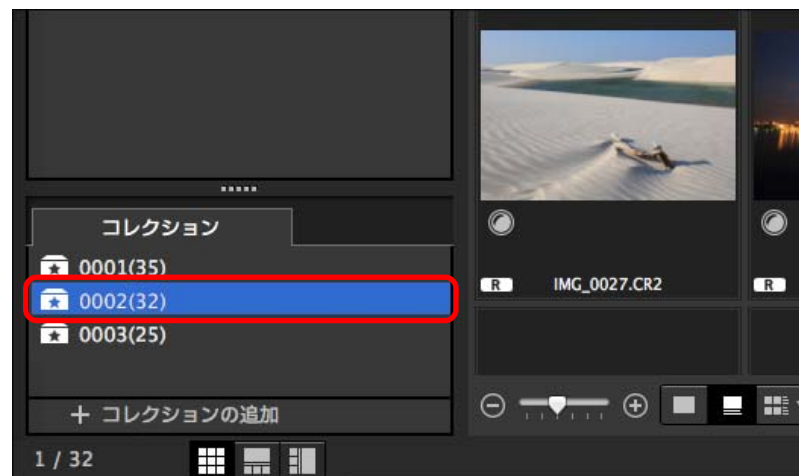 コレクション
0001(35)
0002(32)
0003(25)
+ コレクションの追加
1 / 32
R IMG_0027.CR2
R